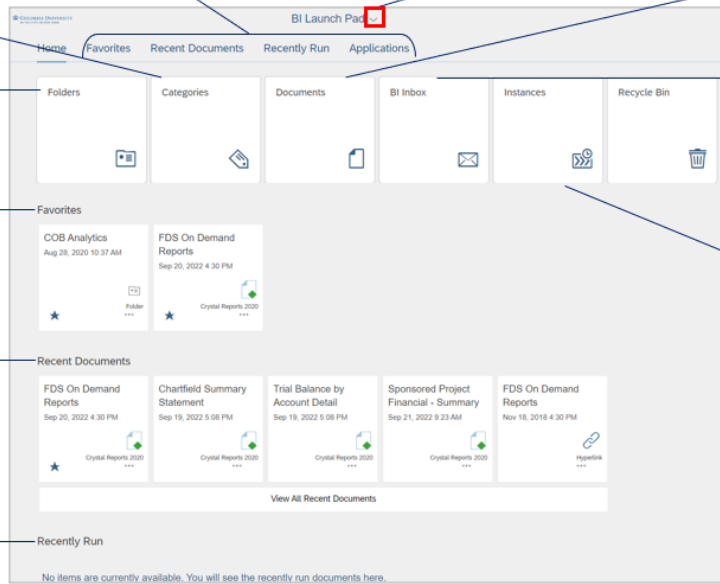 COLUMBIA UNIVERSITY
BI Launch Pad
Home Favorites Recent Documents Recently Run Applications
Folders Categories Documents BI Inbox Instances Recycle Bin
Favorites
COB Analytics
Aug 28, 2020 10:37 AM
Folder
FDS On Demand
Reports
Sep 20, 2022 4:30 PM
Crystal Reports 2020
Recent Documents
FDS On Demand
Reports
Sep 20, 2022 4:30 PM
Crystal Reports 2020
Chartfield Summary
Statement
Sep 19, 2022 5:08 PM
Crystal Reports 2020
Trial Balance by
Account Detail
Sep 19, 2022 5:08 PM
Crystal Reports 2020
Sponsored Project
Financial - Summary
Sep 21, 2022 9:23 AM
Crystal Reports 2020
FDS On Demand
Reports
Nov 18, 2018 4:30 PM
Hyperlink
View All Recent Documents
Recently Run
No items are currently available. You will see the recently run documents here.